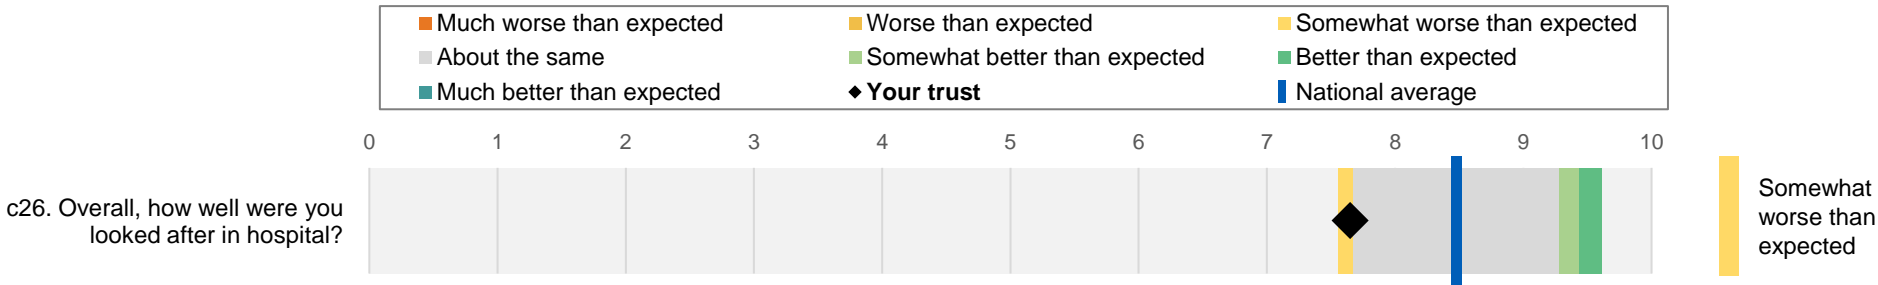 Much worse than expected Worse than expected Somewhat worse than expected
About the same Somewhat better than expected Better than expected
Much better than expected Your trust National average
0 1 2 3 4 5 6 7 8 9 10
c26. Overall, how well were you
looked after in hospital?
Somewhat
worse than
expected